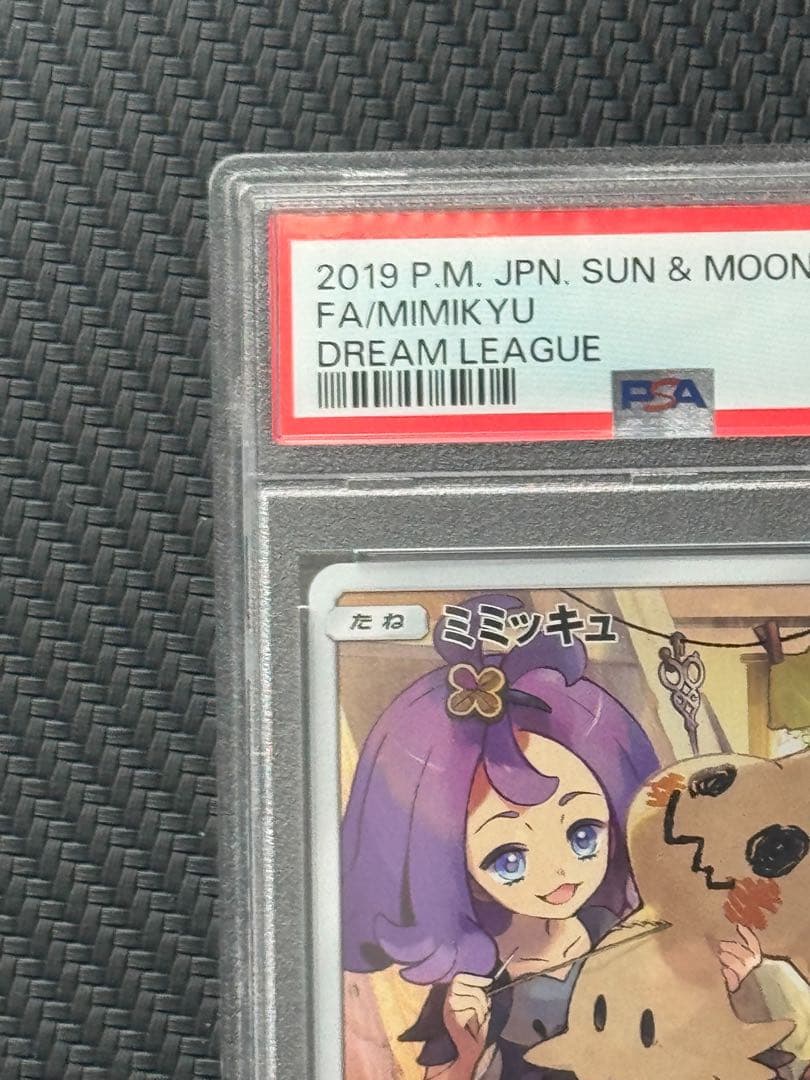 2019 P.M. JPN. SUN & MOON
FA/MIMIKYU
DREAM LEAGUE
PSA
たね ミミッキュ